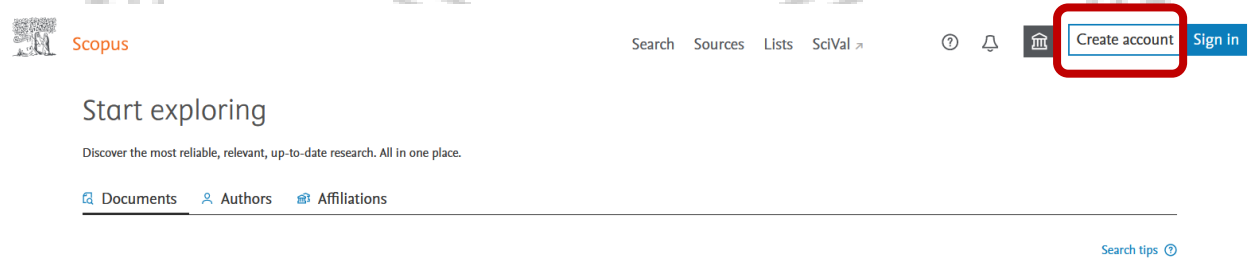 Scopus
Search Sources Lists SciVal
Create account
Sign in
Start exploring
Discover the most reliable, relevant, up-to-date research. All in one place.
Documents Authors Affiliations
Search tips